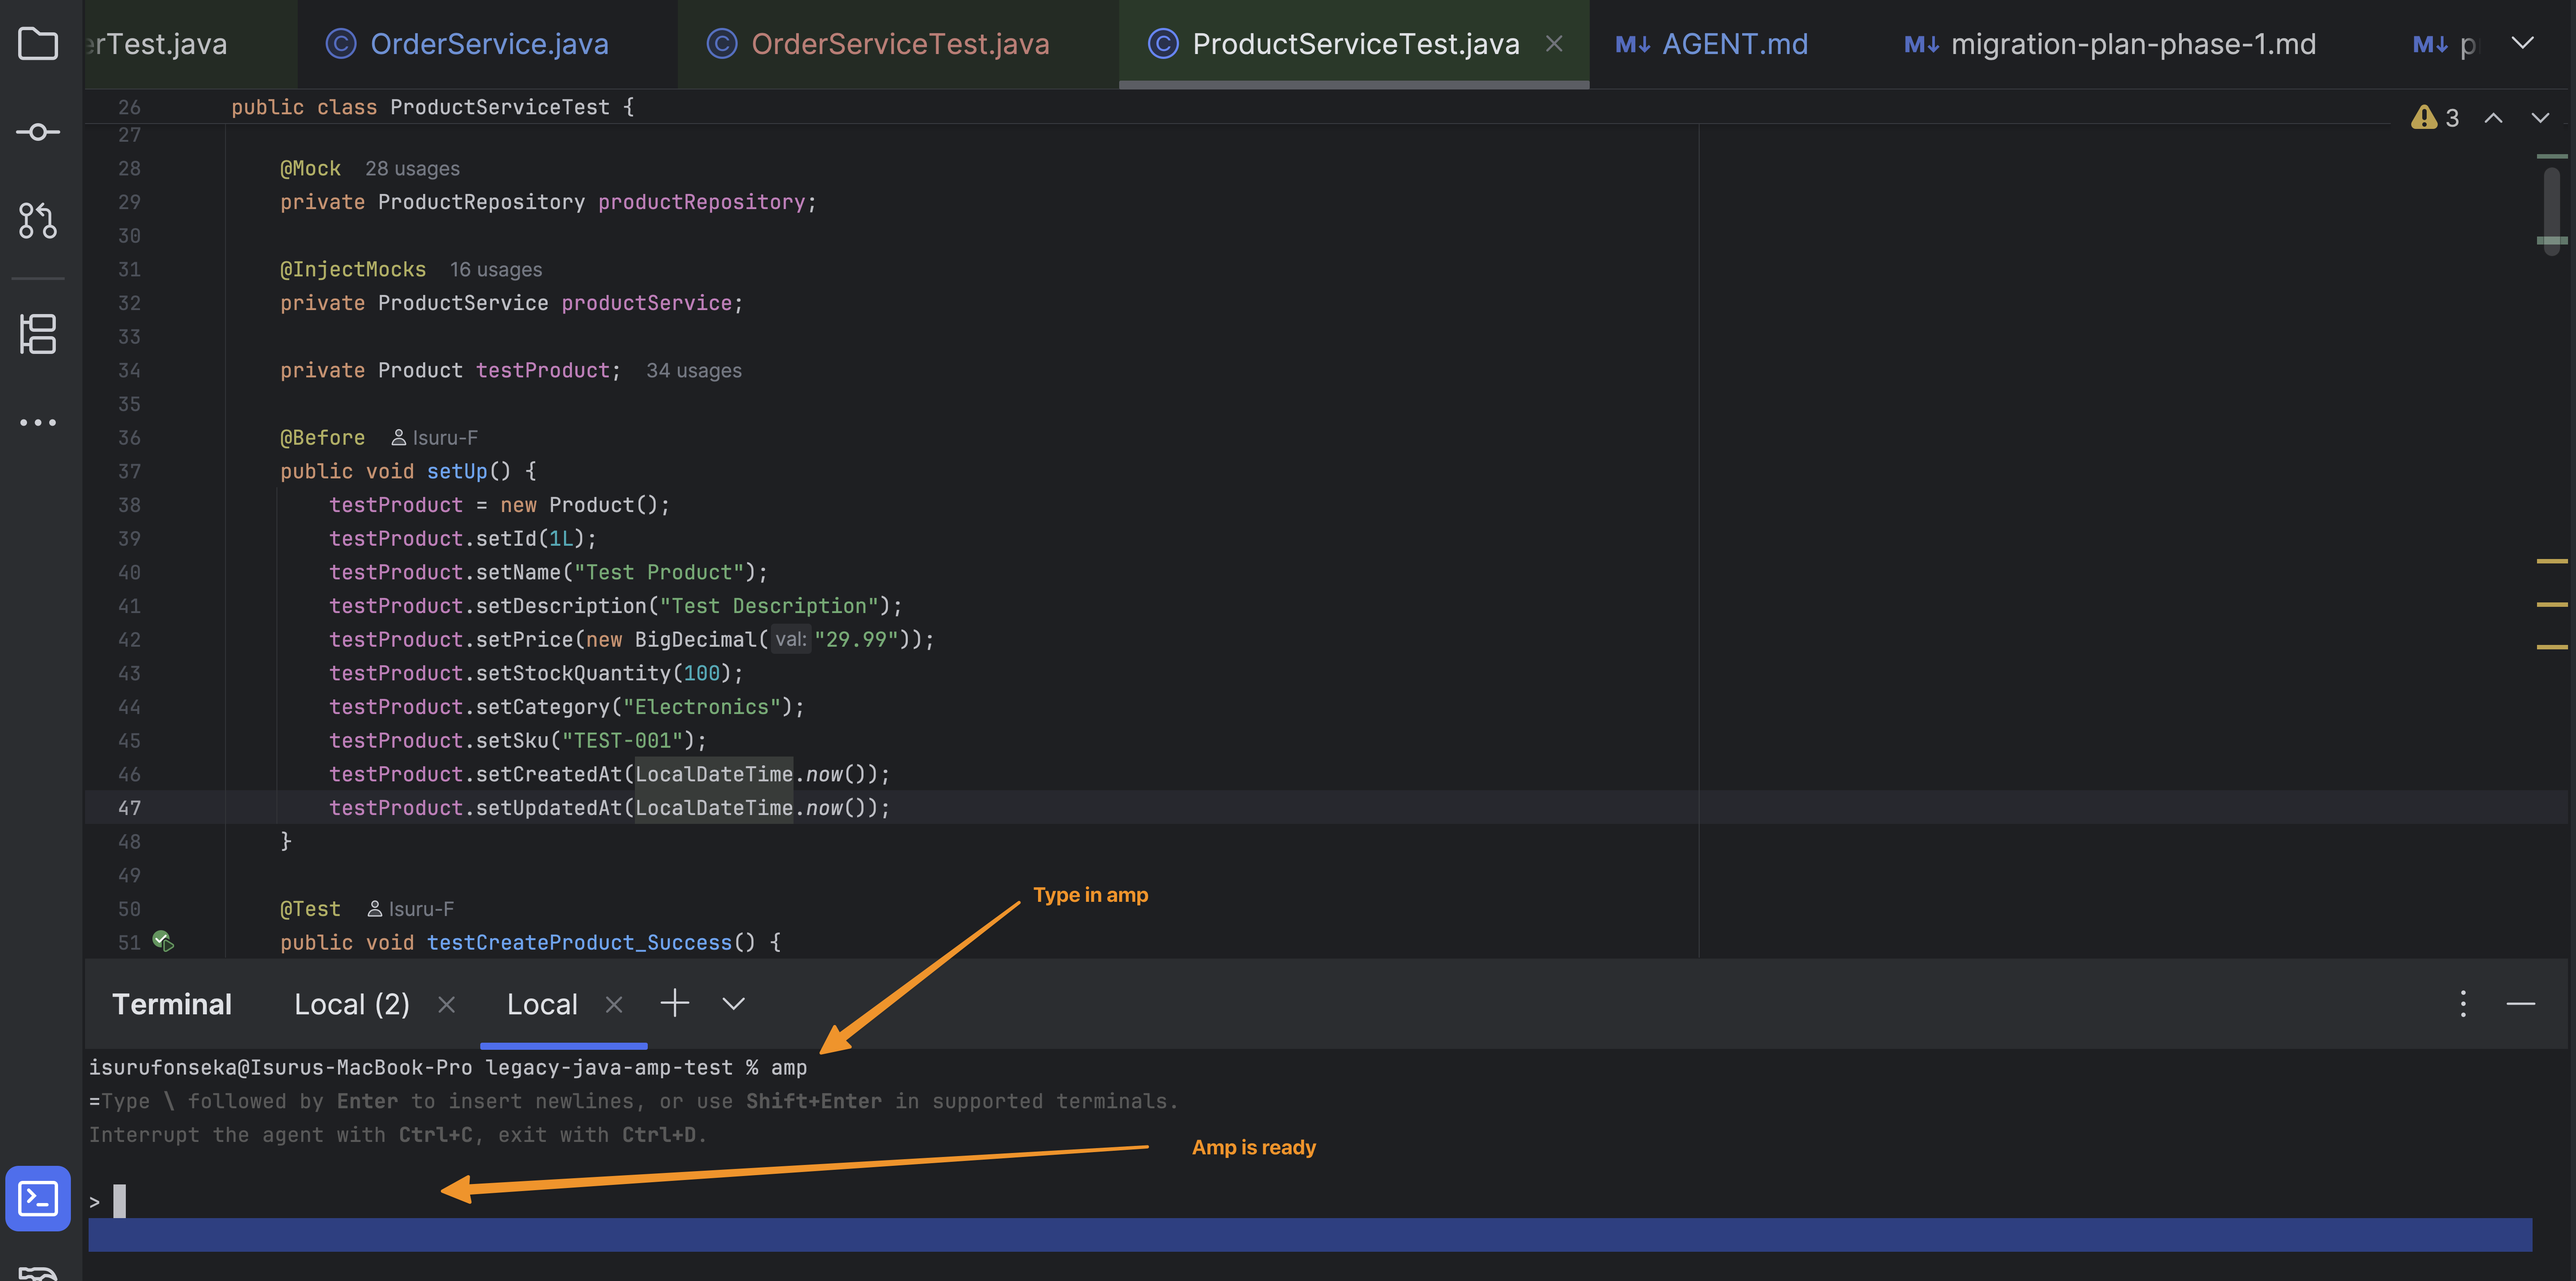 erTest.java
OrderService.java
OrderServiceTest.java
ProductServiceTest.java
AGENT.md
migration-plan-phase-1.md
p
26 public class ProductServiceTest {
3
27
28 @Mock 28 usages
29 private ProductRepository productRepository;
30
31 @InjectMocks 16 usages
32 private ProductService productService;
33
34 private Product testProduct; 34 usages
35
36 @Before Isuru-F
37 public void setUp() {
38 testProduct = new Product();
39 testProduct.setId(1L);
40 testProduct.setName("Test Product");
41 testProduct.setDescription("Test Description");
42 testProduct.setPrice(new BigDecimal( val: "29.99"));
43 testProduct.setStockQuantity(100);
44 testProduct.setCategory("Electronics");
45 testProduct.setSku("TEST-001");
46 testProduct.setCreatedAt(LocalDateTime.now());
47 testProduct.setUpdatedAt(LocalDateTime.now());
48 }
49
50 @Test Isuru-F
51 public void testCreateProduct_Success() {
Type in amp
Terminal Local (2) Local
isurufonseka@Isurus-MacBook-Pro legacy-java-amp-test % amp
=Type \ followed by Enter to insert newlines, or use Shift+Enter in supported terminals.
Interrupt the agent with Ctrl+C, exit with Ctrl+D.
Amp is ready
>